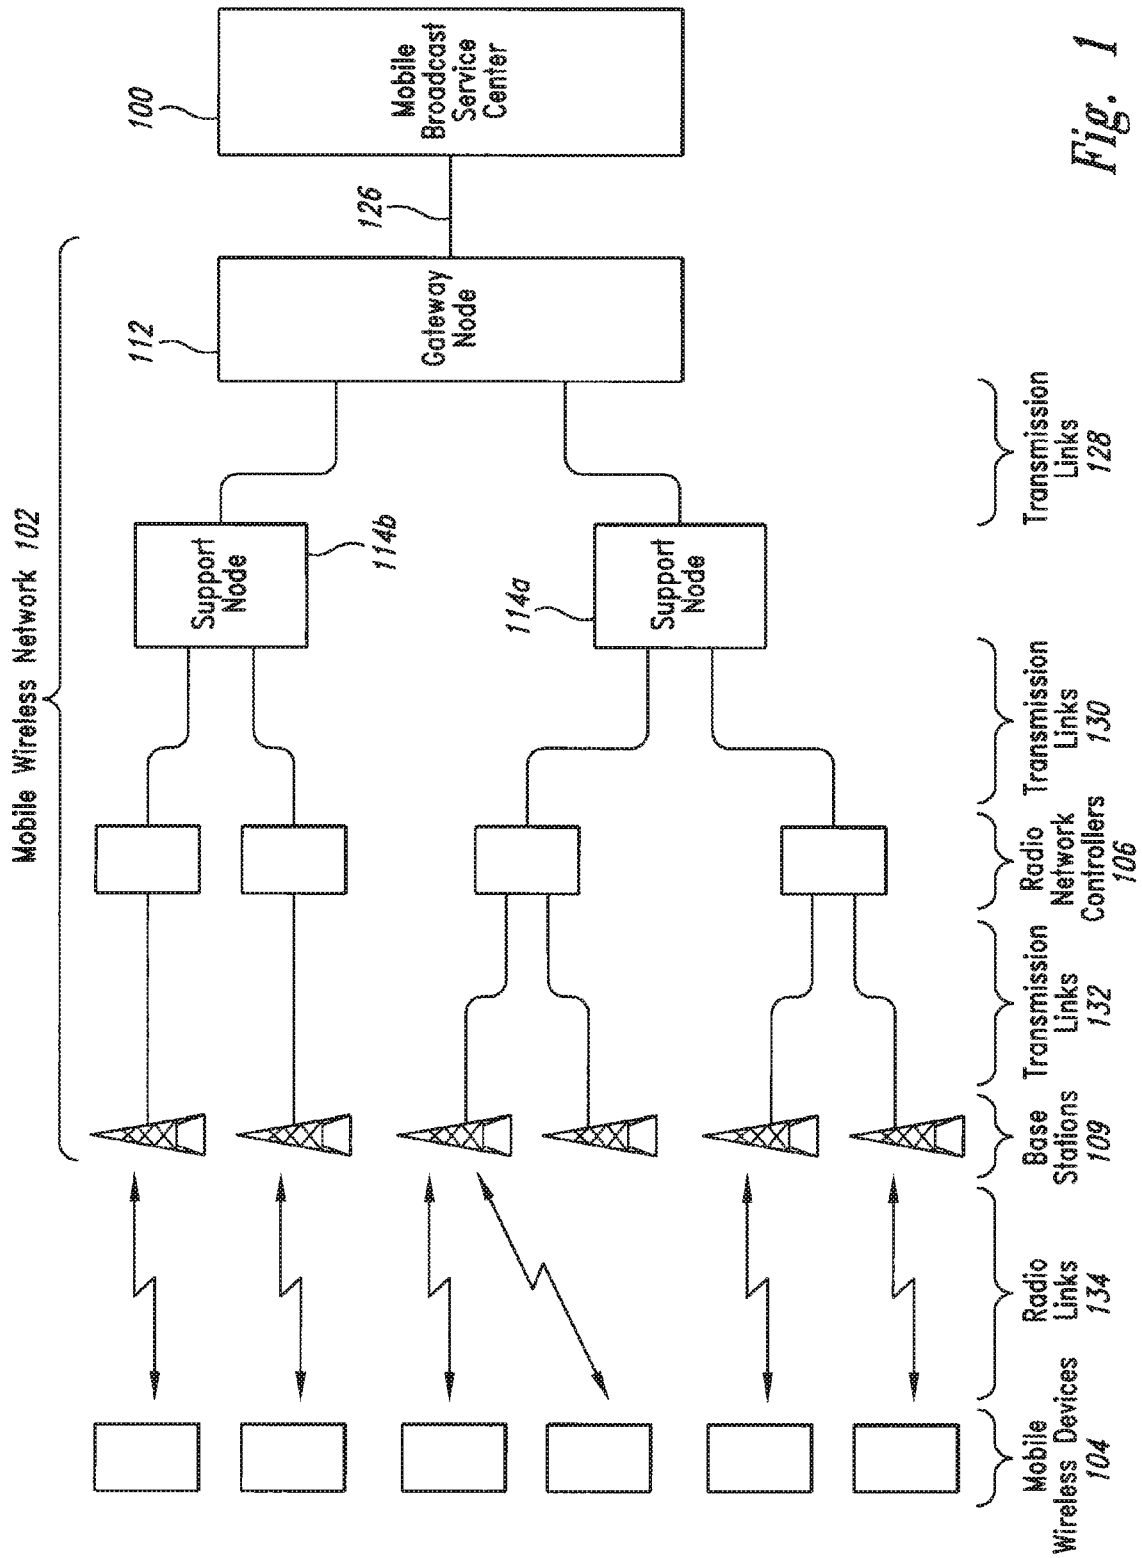 Mobile Wireless Network 102
100
Mobile
Broadcast
Service
Center
126
112
Gateway
Node
114b
Support
Node
114a
Support
Node
Mobile
Wireless Devices
104
Radio
Links
134
Base
Stations
109
Transmission
Links
132
Radio
Network
Controllers
106
Transmission
Links
130
Transmission
Links
128
Fig. 1